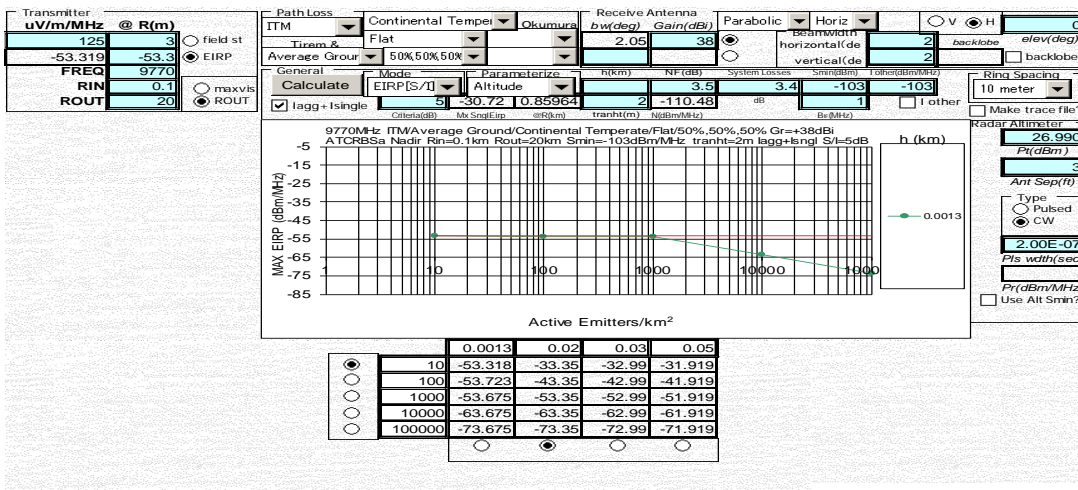 Transmitter
uV/m/MHz @ R(m)
125 3 field st
-53.319 -53.3 EIRP
FREQ 9770
RIN 0.1 maxvis
ROUT 20 ROUT
Path Loss
ITM Continental Temper Okumura
Flat
Tirem &
Average Grour 50%,50%,50%
Receive Antenna
bw(deg) Gain(dBi) Parabolic Horiz V H 0
2.05 38 Beamwidth
horizontal(de 2 backlobe elev(deg)
vertical(de 2 backlobe
General
Calculate
Mode
EIRP[S/I]
Parameterize
Altitude
h(km) NF(dB) System Losses Smin(dBm) Iother(dBm/MHz)
3.5 3.4 -103 -103
Iagg+Isingle 5 -30.72 0.85964 2 -110.48 dB 1 I other
Criteria(dB) Mx SnglEirp @R(km) tranht(m) N(dBm/MHz) Br(MHz)
Ring Spacing
10 meter
Make trace file?
9770MHz ITM/Average Ground/Continental Temperate/Flat/50%,50%,50% Gr=+38dBi
ATCRBSa Nadir Rin=0.1km Rout=20km Smin=-103dBm/MHz tranht=2m Iagg+Isngl S/I=5dB
h (km)
MAX EIRP (dBm/MHz)
-5
-15
-25
-35
-45
-55
-65
-75
-85
1 10 100 1000 10000 1000
Active Emitters/km2
0.0013
Radar Altimeter
26.990
Pt(dBm)
3
Ant Sep(ft)
Type
Pulsed
CW
2.00E-07
Pls wdth(sec
Pr(dBm/MHz
Use Alt Smin?
0.0013 0.02 0.03 0.05
10 -53.318 -33.35 -32.99 -31.919
100 -53.723 -43.35 -42.99 -41.919
1000 -53.675 -53.35 -52.99 -51.919
10000 -63.675 -63.35 -62.99 -61.919
100000 -73.675 -73.35 -72.99 -71.919